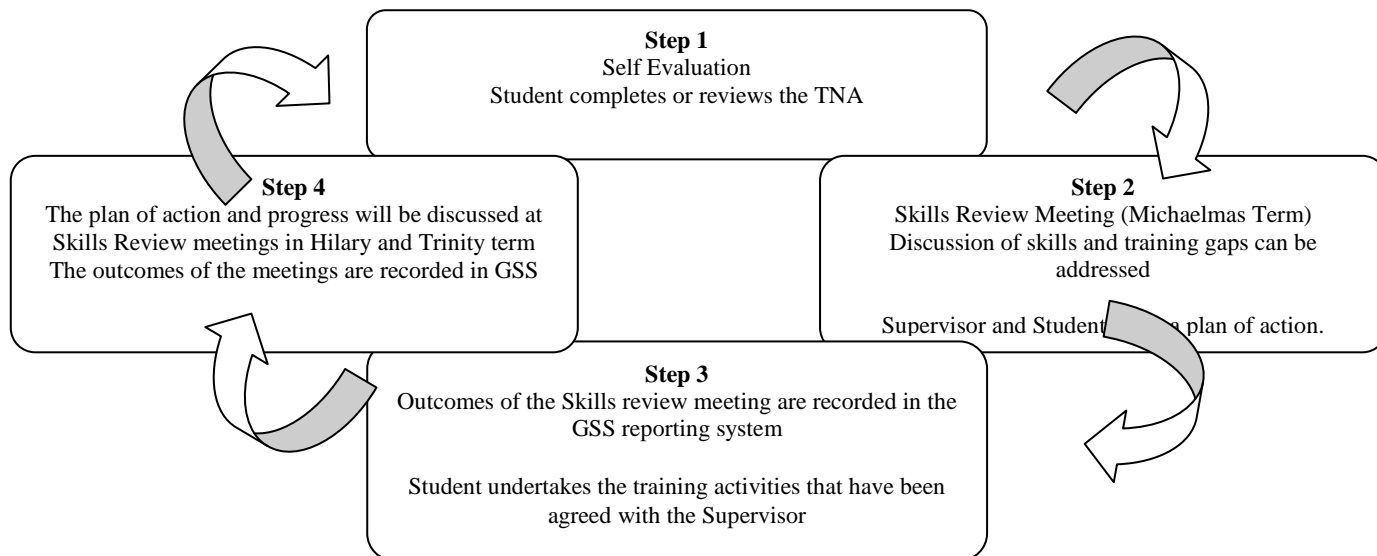 Step 1
Self Evaluation
Student completes or reviews the TNA
Step 2
Skills Review Meeting (Michaelmas Term)
Discussion of skills and training gaps can be
addressed
Supervisor and Student a plan of action.
Step 3
Outcomes of the Skills review meeting are recorded in the
GSS reporting system
Student undertakes the training activities that have been
agreed with the Supervisor
Step 4
The plan of action and progress will be discussed at
Skills Review meetings in Hilary and Trinity term
The outcomes of the meetings are recorded in GSS